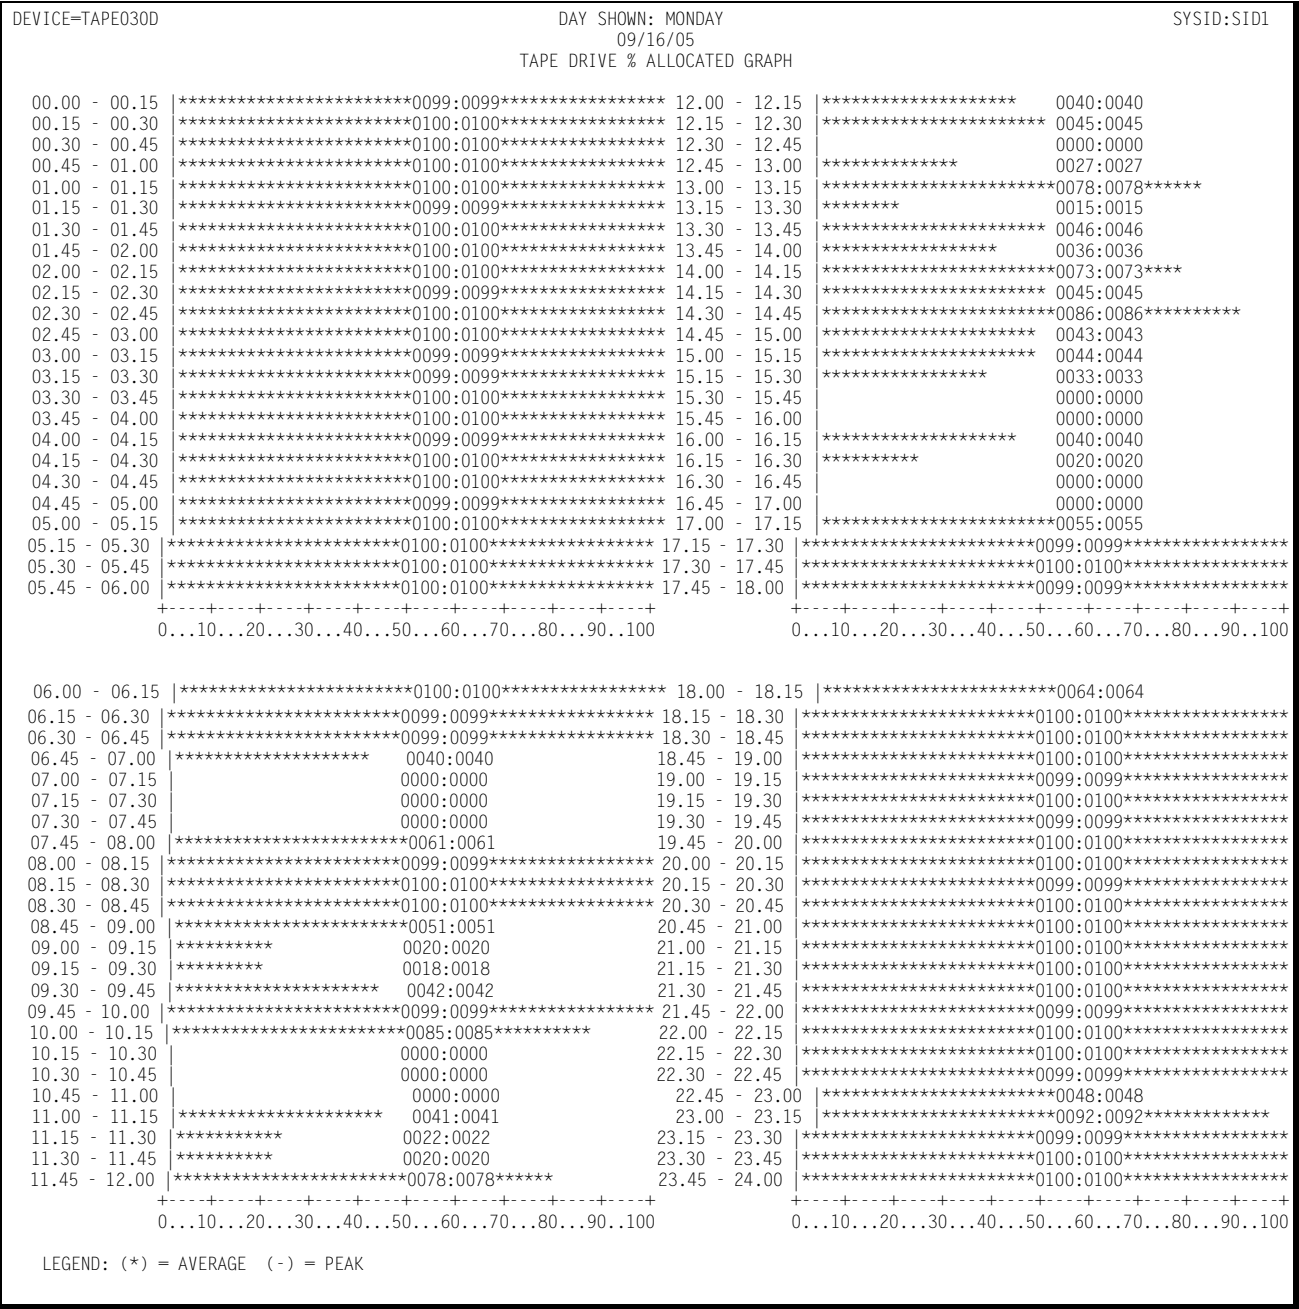 DEVICE=TAPE030D DAY SHOWN: MONDAY SYSID:SID1
09/16/05
TAPE DRIVE % ALLOCATED GRAPH
00.00 - 00.15 |************************0099:0099***************** 12.00 - 12.15 |******************** 0040:0040
00.15 - 00.30 |************************0100:0100***************** 12.15 - 12.30 |*********************** 0045:0045
00.30 - 00.45 |************************0100:0100***************** 12.30 - 12.45 | 0000:0000
00.45 - 01.00 |************************0100:0100***************** 12.45 - 13.00 |************** 0027:0027
01.00 - 01.15 |************************0100:0100***************** 13.00 - 13.15 |************************0078:0078******
01.15 - 01.30 |************************0099:0099***************** 13.15 - 13.30 |******** 0015:0015
01.30 - 01.45 |************************0100:0100***************** 13.30 - 13.45 |*********************** 0046:0046
01.45 - 02.00 |************************0100:0100***************** 13.45 - 14.00 |****************** 0036:0036
02.00 - 02.15 |************************0100:0100***************** 14.00 - 14.15 |************************0073:0073****
02.15 - 02.30 |************************0099:0099***************** 14.15 - 14.30 |*********************** 0045:0045
02.30 - 02.45 |************************0100:0100***************** 14.30 - 14.45 |************************0086:0086**********
02.45 - 03.00 |************************0100:0100***************** 14.45 - 15.00 |********************** 0043:0043
03.00 - 03.15 |************************0099:0099***************** 15.00 - 15.15 |********************** 0044:0044
03.15 - 03.30 |************************0099:0099***************** 15.15 - 15.30 |***************** 0033:0033
03.30 - 03.45 |************************0100:0100***************** 15.30 - 15.45 | 0000:0000
03.45 - 04.00 |************************0100:0100***************** 15.45 - 16.00 | 0000:0000
04.00 - 04.15 |************************0099:0099***************** 16.00 - 16.15 |******************** 0040:0040
04.15 - 04.30 |************************0100:0100***************** 16.15 - 16.30 |********** 0020:0020
04.30 - 04.45 |************************0100:0100***************** 16.30 - 16.45 | 0000:0000
04.45 - 05.00 |************************0099:0099***************** 16.45 - 17.00 | 0000:0000
05.00 - 05.15 |************************0100:0100***************** 17.00 - 17.15 |************************0055:0055
05.15 - 05.30 |************************0100:0100***************** 17.15 - 17.30 |************************0099:0099*****************
05.30 - 05.45 |************************0100:0100***************** 17.30 - 17.45 |************************0100:0100*****************
05.45 - 06.00 |************************0100:0100***************** 17.45 - 18.00 |************************0099:0099*****************
+----+----+----+----+----+----+----+----+----+----+ +----+----+----+----+----+----+----+----+----+----+
0...10...20...30...40...50...60...70...80...90..100 0...10...20...30...40...50...60...70...80...90..100
06.00 - 06.15 |************************0100:0100***************** 18.00 - 18.15 |************************0064:0064
06.15 - 06.30 |************************0099:0099***************** 18.15 - 18.30 |************************0100:0100*****************
06.30 - 06.45 |************************0099:0099***************** 18.30 - 18.45 |************************0100:0100*****************
06.45 - 07.00 |******************** 0040:0040 18.45 - 19.00 |************************0100:0100*****************
07.00 - 07.15 | 0000:0000 19.00 - 19.15 |************************0099:0099*****************
07.15 - 07.30 | 0000:0000 19.15 - 19.30 |************************0100:0100*****************
07.30 - 07.45 | 0000:0000 19.30 - 19.45 |************************0099:0099*****************
07.45 - 08.00 |************************0061:0061 19.45 - 20.00 |************************0100:0100*****************
08.00 - 08.15 |************************0099:0099***************** 20.00 - 20.15 |************************0100:0100*****************
08.15 - 08.30 |************************0100:0100***************** 20.15 - 20.30 |************************0099:0099*****************
08.30 - 08.45 |************************0100:0100***************** 20.30 - 20.45 |************************0100:0100*****************
08.45 - 09.00 |************************0051:0051 20.45 - 21.00 |************************0100:0100*****************
09.00 - 09.15 |********** 0020:0020 21.00 - 21.15 |************************0100:0100*****************
09.15 - 09.30 |********* 0018:0018 21.15 - 21.30 |************************0100:0100*****************
09.30 - 09.45 |********************* 0042:0042 21.30 - 21.45 |************************0100:0100*****************
09.45 - 10.00 |************************0099:0099***************** 21.45 - 22.00 |************************0099:0099*****************
10.00 - 10.15 |************************0085:0085********** 22.00 - 22.15 |************************0100:0100*****************
10.15 - 10.30 | 0000:0000 22.15 - 22.30 |************************0100:0100*****************
10.30 - 10.45 | 0000:0000 22.30 - 22.45 |************************0099:0099*****************
10.45 - 11.00 | 0000:0000 22.45 - 23.00 |************************0048:0048
11.00 - 11.15 |********************* 0041:0041 23.00 - 23.15 |************************0092:0092*************
11.15 - 11.30 |*********** 0022:0022 23.15 - 23.30 |************************0099:0099*****************
11.30 - 11.45 |********** 0020:0020 23.30 - 23.45 |************************0100:0100*****************
11.45 - 12.00 |************************0078:0078****** 23.45 - 24.00 |************************0100:0100*****************
+----+----+----+----+----+----+----+----+----+----+ +----+----+----+----+----+----+----+----+----+----+
0...10...20...30...40...50...60...70...80...90..100 0...10...20...30...40...50...60...70...80...90..100
LEGEND: (*) = AVERAGE (-) = PEAK